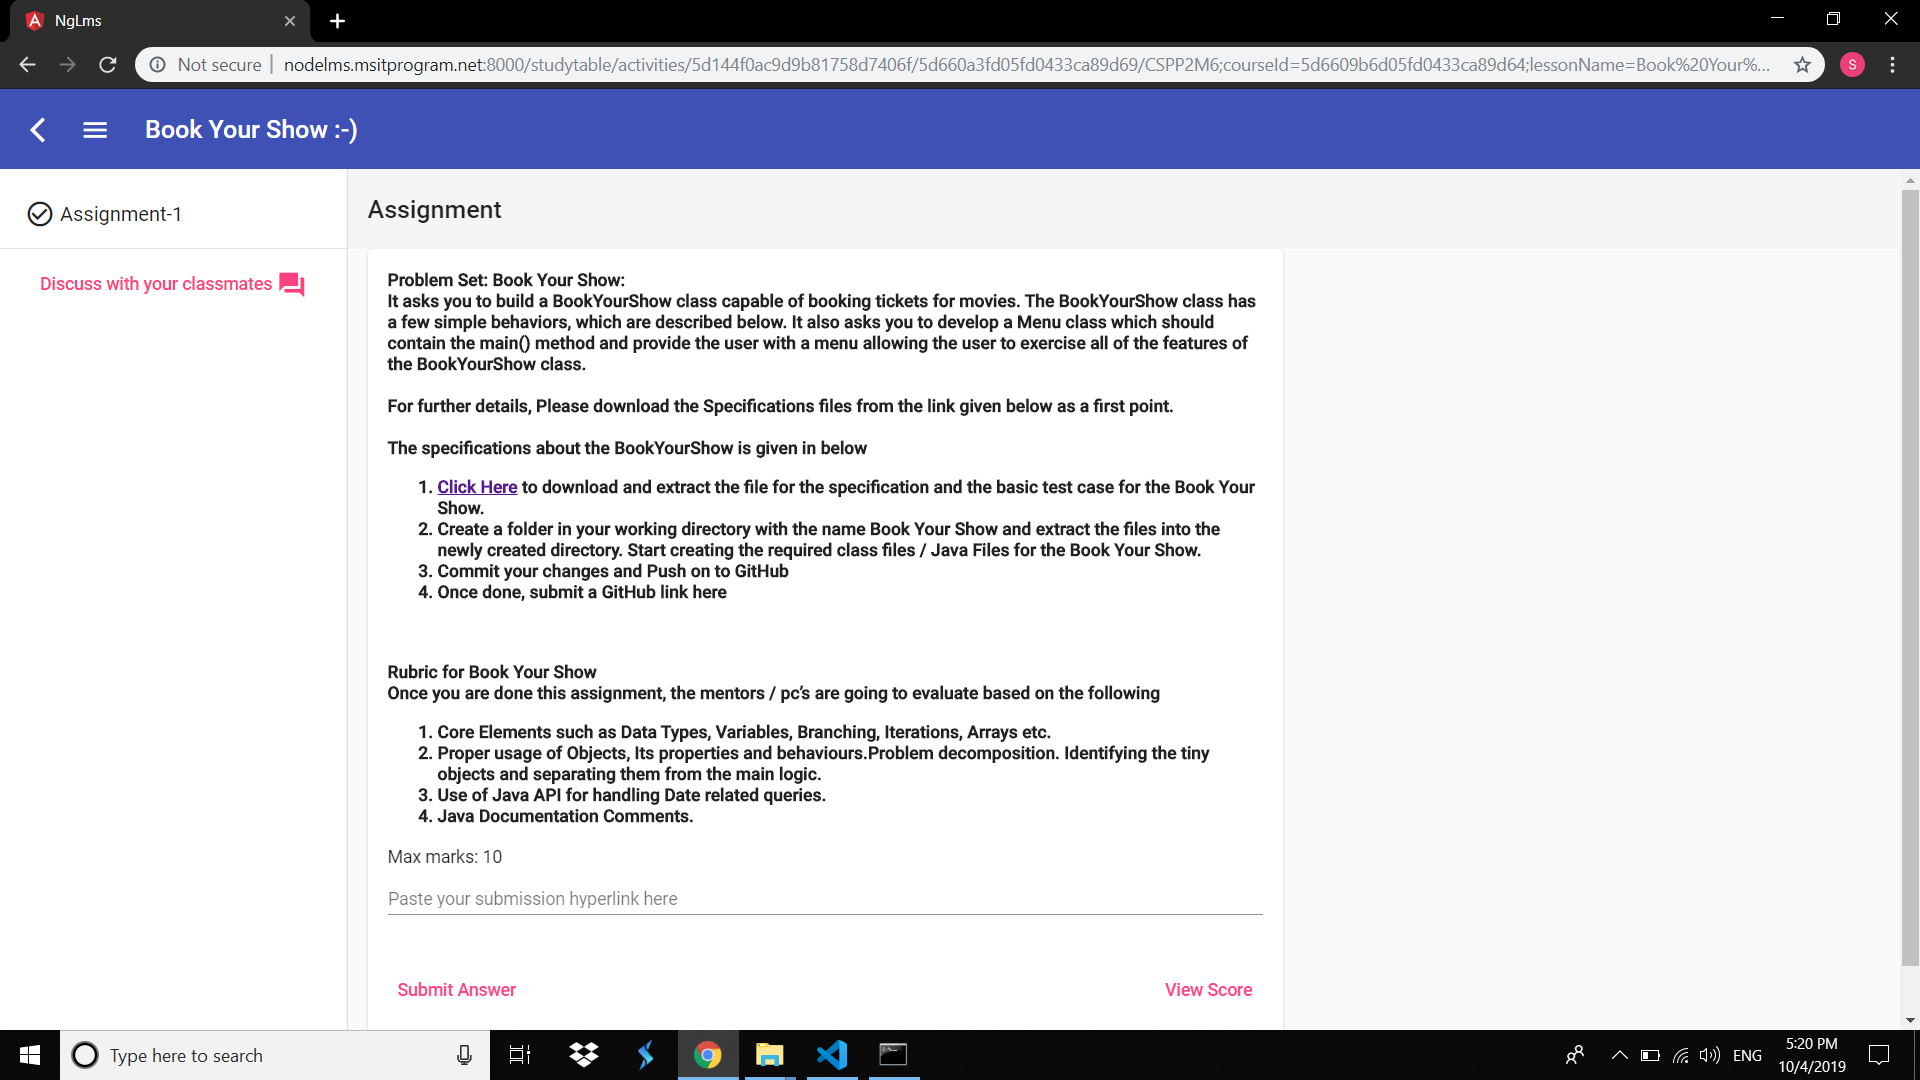 NgLms
Not secure
nodelms.msitprogram.net:8000/studytable/activities/5d144f0ac9d9b81758d7406f/5d660a3fd05fd0433ca89d69/CSPP2M6;courseId=5d6609b6d05fd0433ca89d64;lessonName=Book%20Your%...
S
Book Your Show :-)
Assignment-1
Discuss with your classmates
Assignment
Problem Set: Book Your Show:
It asks you to build a BookYourShow class capable of booking tickets for movies. The BookYourShow class has
a few simple behaviors, which are described below. It also asks you to develop a Menu class which should
contain the main() method and provide the user with a menu allowing the user to exercise all of the features of
the BookYourShow class.
For further details, Please download the Specifications files from the link given below as a first point.
The specifications about the BookYourShow is given in below
1. Click Here to download and extract the file for the specification and the basic test case for the Book Your
Show.
2. Create a folder in your working directory with the name Book Your Show and extract the files into the
newly created directory. Start creating the required class files / Java Files for the Book Your Show.
3. Commit your changes and Push on to GitHub
4. Once done, submit a GitHub link here
Rubric for Book Your Show
Once you are done this assignment, the mentors / pc’s are going to evaluate based on the following
1. Core Elements such as Data Types, Variables, Branching, Iterations, Arrays etc.
2. Proper usage of Objects, Its properties and behaviours.Problem decomposition. Identifying the tiny
objects and separating them from the main logic.
3. Use of Java API for handling Date related queries.
4. Java Documentation Comments.
Max marks: 10
Paste your submission hyperlink here
Submit Answer
View Score
Type here to search
ENG
5:20 PM
10/4/2019